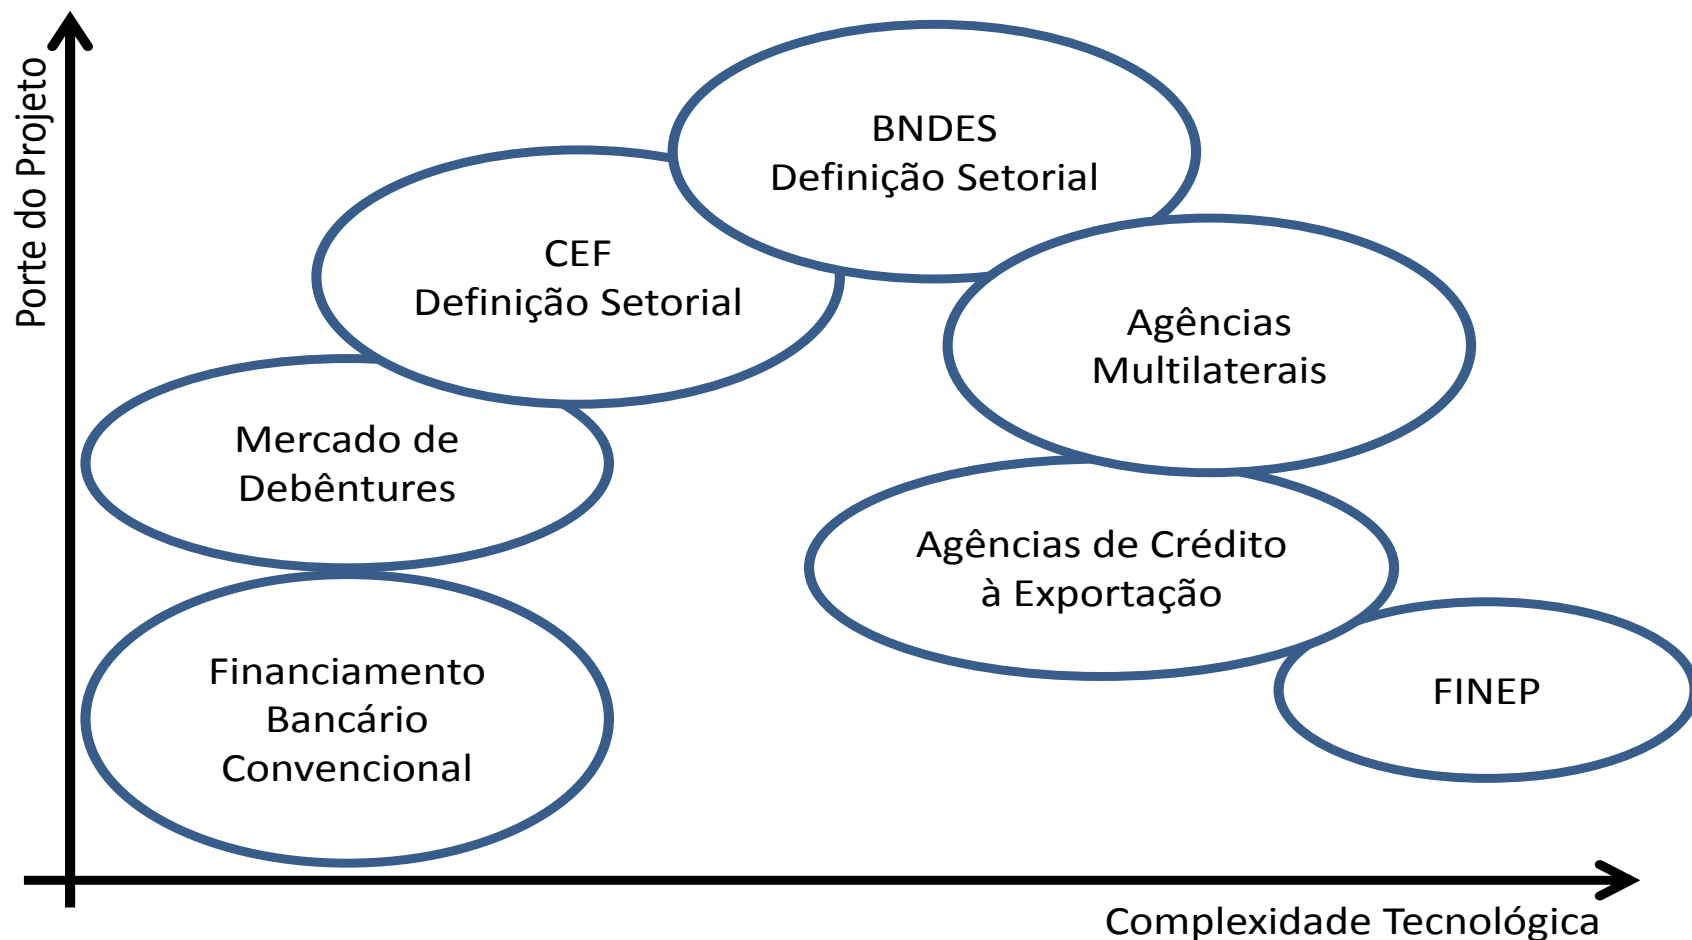 Porte do Projeto
BNDES
Definição Setorial
CEF
Definição Setorial
Agências
Multilaterais
Mercado de
Debêntures
Agências de Crédito
à Exportação
Financiamento
Bancário
Convencional
FINEP
Complexidade Tecnológica